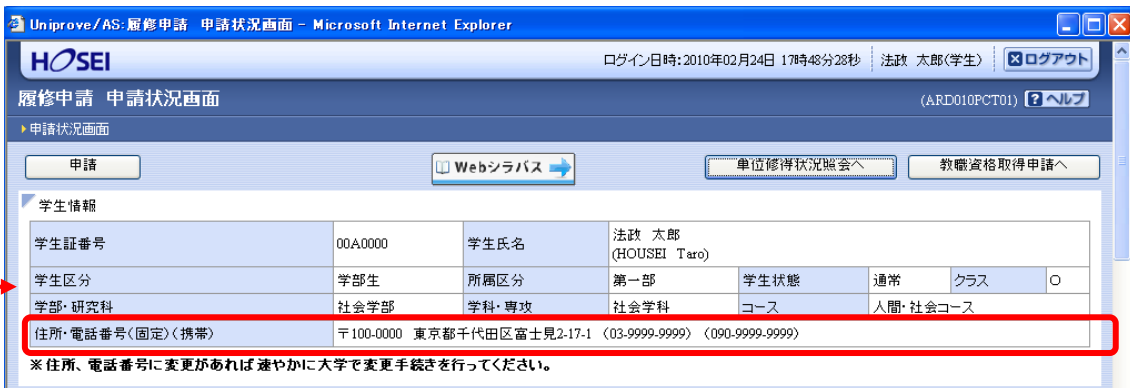 Uniprove/AS:履修申請　申請状況画面 - Microsoft Internet Explorer
HOSEI ログイン日時:2010年02月24日 17時48分28秒 法政 太郎(学生) ログアウト
履修申請 申請状況画面 (ARD010PCT01) ? ヘルプ
申請状況画面
申請 Webシラバス 単位修得状況照会へ 教職資格取得申請へ
学生情報
学生証番号 00A0000 学生氏名 法政 太郎
(HOUSEI Taro)
学生区分 学部生 所属区分 第一部 学生状態 通常 クラス O
学部・研究科 社会学部 学科・専攻 社会学科 コース 人間・社会コース
住所・電話番号(固定)(携帯) 〒100-0000 東京都千代田区富士見2-17-1 (03-9999-9999) (090-9999-9999)
※住所、電話番号に変更があれば速やかに大学で変更手続きを行ってください。